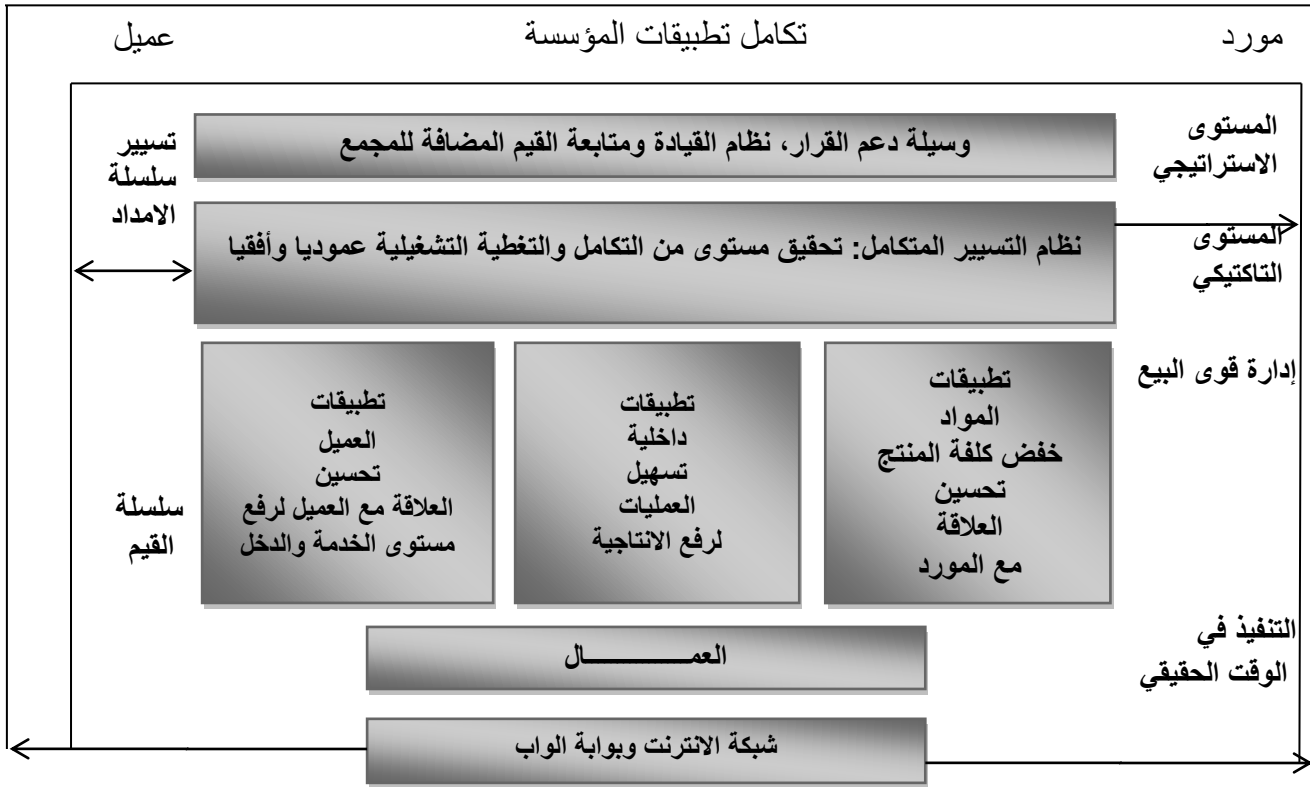 مورد
تكامل تطبيقات المؤسسة
عميل
المستوى
الاستراتيجي
وسيلة دعم القرار، نظام القيادة ومتابعة القيم المضافة للمجمع
تسيير
سلسلة
الامداد
المستوى
التاكتيكي
نظام التسيير المتكامل: تحقيق مستوى من التكامل والتغطية التشغيلية عموديا وأفقيا
إدارة قوى البيع
تطبيقات
المواد
خفض كلفة المنتج
تحسين
العلاقة
مع المورد
تطبيقات
داخلية
تسهيل
العمليات
لرفع الانتاجية
تطبيقات
العميل
تحسين
العلاقة مع العميل لرفع
مستوى الخدمة والدخل
سلسلة
القيم
التنفيذ في
الوقت الحقيقي
العمـــــــــــــال
شبكة الانترنت وبوابة الواب